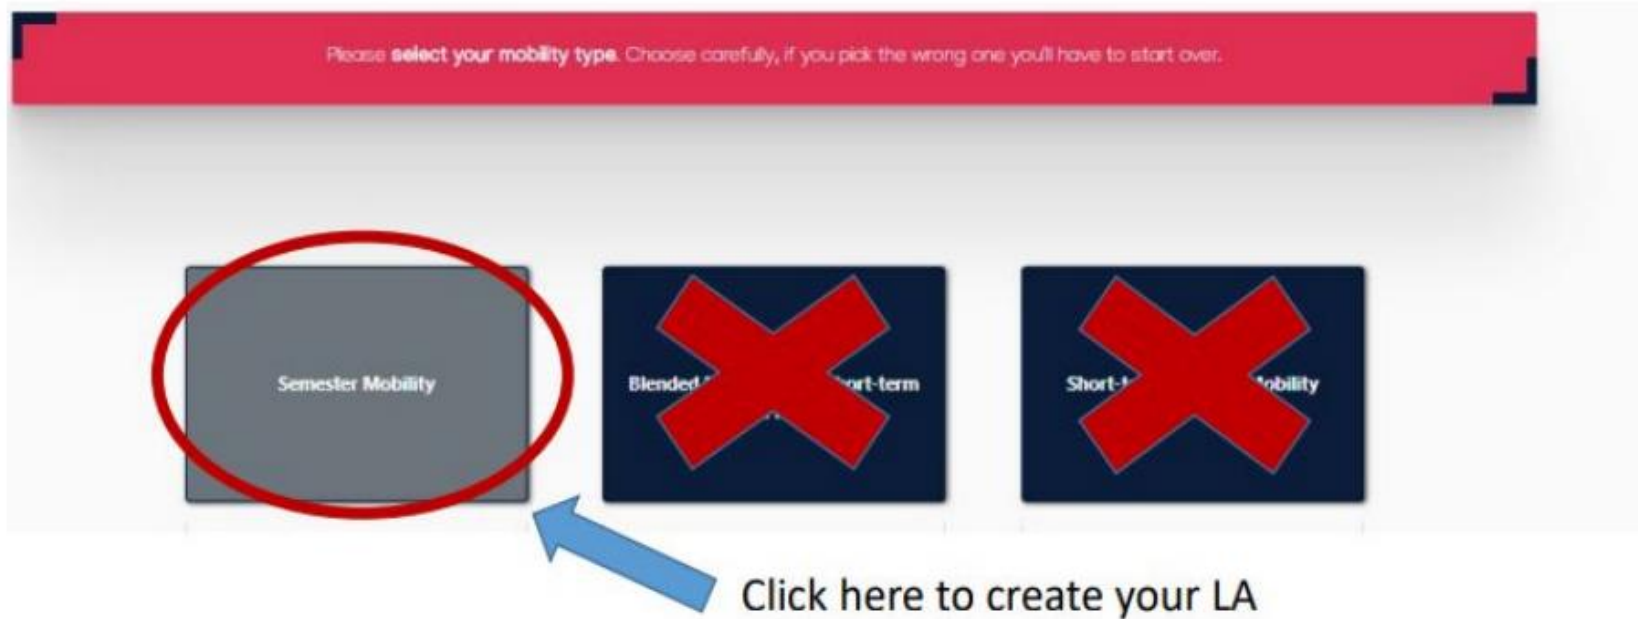 Please select your mobility type. Choose carefully, if you pick the wrong one you'll have to start over.
Semester Mobility
Blended
ort-term
Short-
Mobility
Click here to create your LA